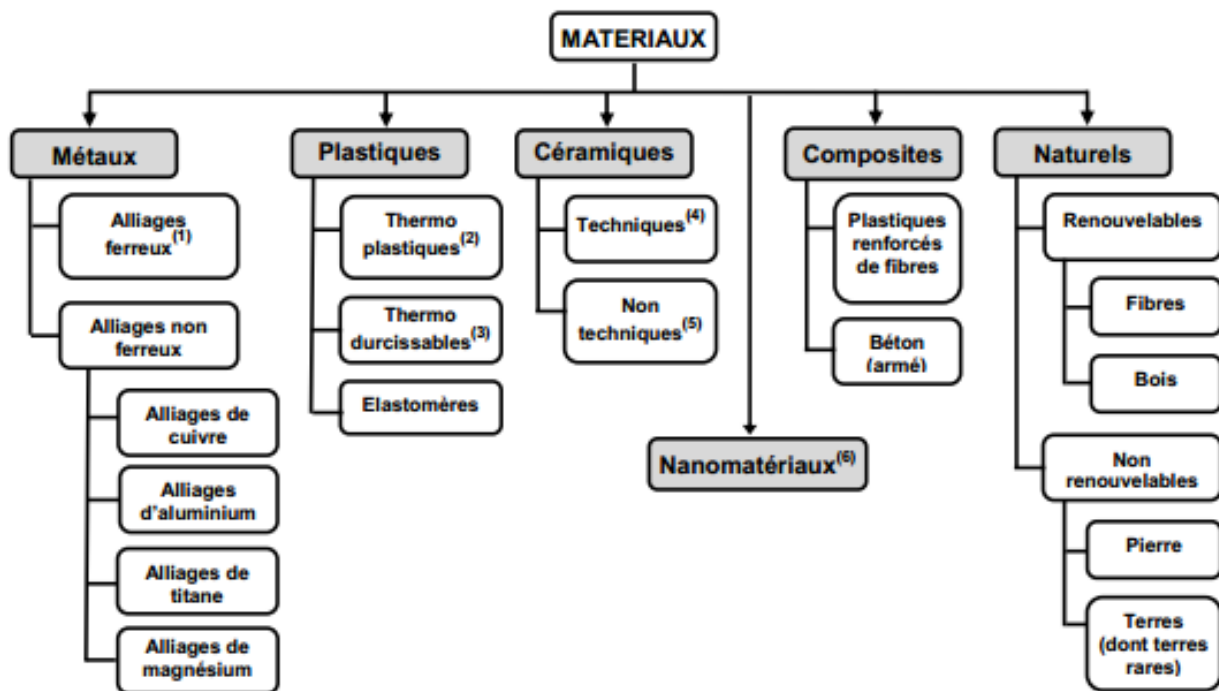 MATERIAUX
Métaux
Alliages
ferreux(1)
Alliages non
ferreux
Alliages de
cuivre
Alliages
d'aluminium
Alliages de
titane
Alliages de
magnésium
Plastiques
Thermo
plastiques(2)
Thermo
durcissables(3)
Elastomères
Céramiques
Techniques(4)
Non
techniques(5)
Nanomatériaux(6)
Composites
Plastiques
renforcés
de fibres
Béton
(armé)
Naturels
Renouvelables
Fibres
Bois
Non
renouvelables
Pierre
Terres
(dont terres
rares)